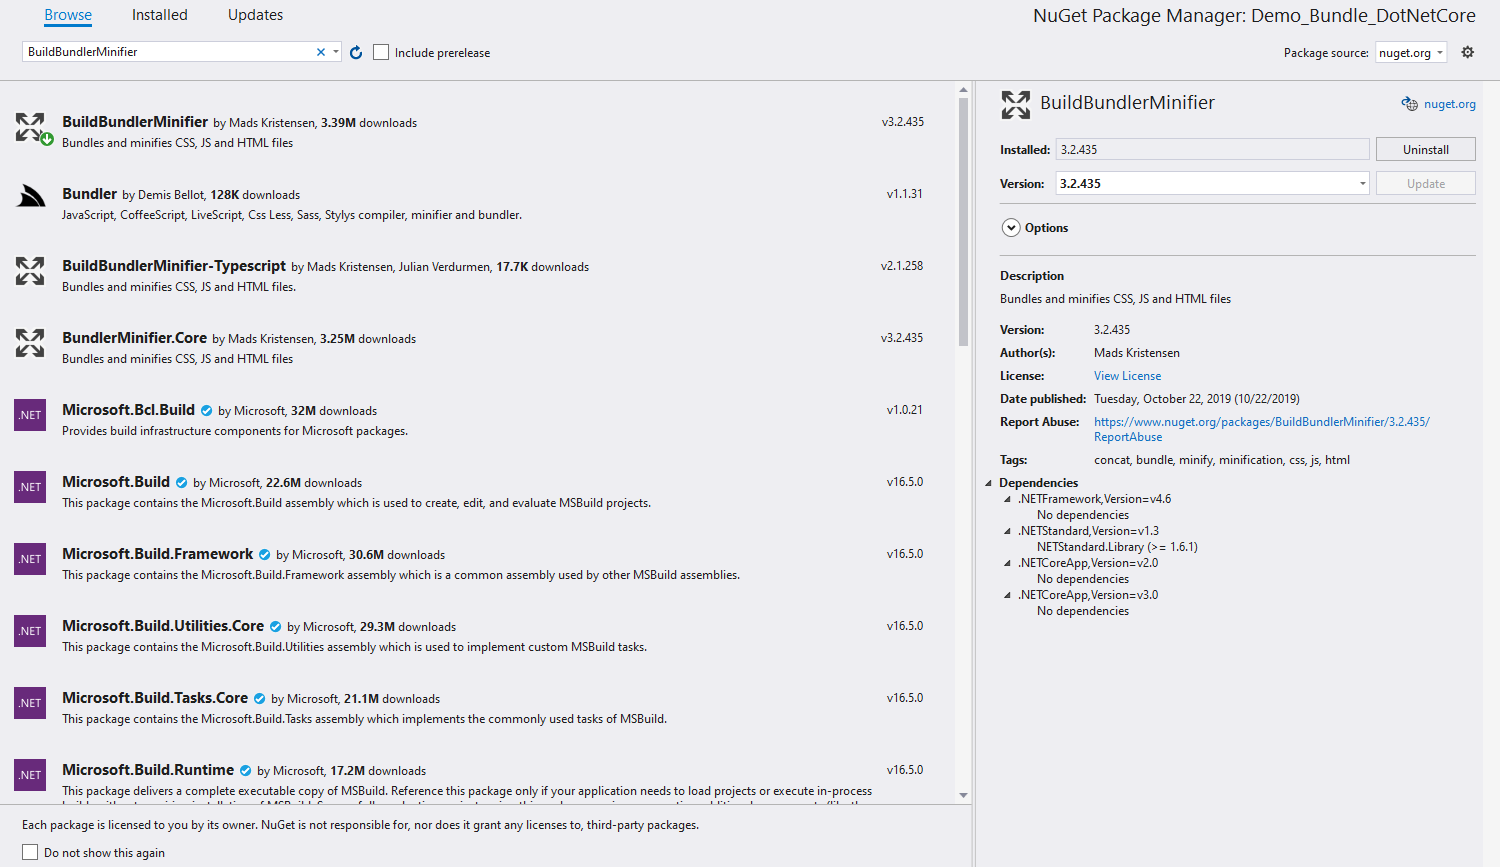 Browse Installed Updates
NuGet Package Manager: Demo_Bundle_DotNetCore
BuildBundlerMinifier
Include prerelease
Package source: nuget.org
BuildBundlerMinifier by Mads Kristensen, 3.39M downloads v3.2.435
Bundles and minifies CSS, JS and HTML files
Bundler by Demis Bellot, 128K downloads v1.1.31
JavaScript, CoffeeScript, LiveScript, Css Less, Sass, Stylys compiler, minifier and bundler.
BuildBundlerMinifier-Typescript by Mads Kristensen, Julian Verdurmen, 17.7K downloads v2.1.258
Bundles and minifies CSS, JS and HTML files.
BundlerMinifier.Core by Mads Kristensen, 3.25M downloads v3.2.435
Bundles and minifies CSS, JS and HTML files
.NET Microsoft.Bcl.Build by Microsoft, 32M downloads v1.0.21
Provides build infrastructure components for Microsoft packages.
.NET Microsoft.Build by Microsoft, 22.6M downloads v16.5.0
This package contains the Microsoft.Build assembly which is used to create, edit, and evaluate MSBuild projects.
.NET Microsoft.Build.Framework by Microsoft, 30.6M downloads v16.5.0
This package contains the Microsoft.Build.Framework assembly which is a common assembly used by other MSBuild assemblies.
.NET Microsoft.Build.Utilities.Core by Microsoft, 29.3M downloads v16.5.0
This package contains the Microsoft.Build.Utilities assembly which is used to implement custom MSBuild tasks.
.NET Microsoft.Build.Tasks.Core by Microsoft, 21.1M downloads v16.5.0
This package contains the Microsoft.Build.Tasks assembly which implements the commonly used tasks of MSBuild.
.NET Microsoft.Build.Runtime by Microsoft, 17.2M downloads v16.5.0
This package delivers a complete executable copy of MSBuild. Reference this package only if your application needs to load projects or execute in-process
Each package is licensed to you by its owner. NuGet is not responsible for, nor does it grant any licenses to, third-party packages.
Do not show this again
BuildBundlerMinifier nuget.org
Installed: 3.2.435 Uninstall
Version: 3.2.435 Update
Options
Description
Bundles and minifies CSS, JS and HTML files
Version: 3.2.435
Author(s): Mads Kristensen
License: View License
Date published: Tuesday, October 22, 2019 (10/22/2019)
Report Abuse: https://www.nuget.org/packages/BuildBundlerMinifier/3.2.435/
ReportAbuse
Tags: concat, bundle, minify, minification, css, js, html
Dependencies
.NETFramework,Version=v4.6
No dependencies
.NETStandard,Version=v1.3
NETStandard.Library (>= 1.6.1)
.NETCoreApp,Version=v2.0
No dependencies
.NETCoreApp,Version=v3.0
No dependencies